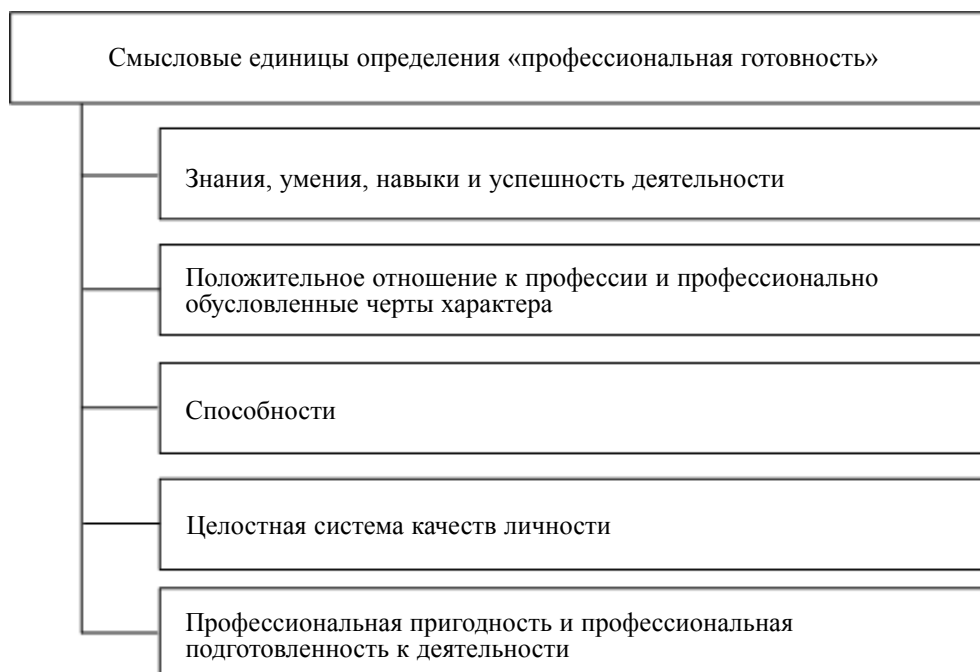 Смысловые единицы определения «профессиональная готовность»
Знания, умения, навыки и успешность деятельности
Положительное отношение к профессии и профессионально
обусловленные черты характера
Способности
Целостная система качеств личности
Профессиональная пригодность и профессиональная
подготовленность к деятельности